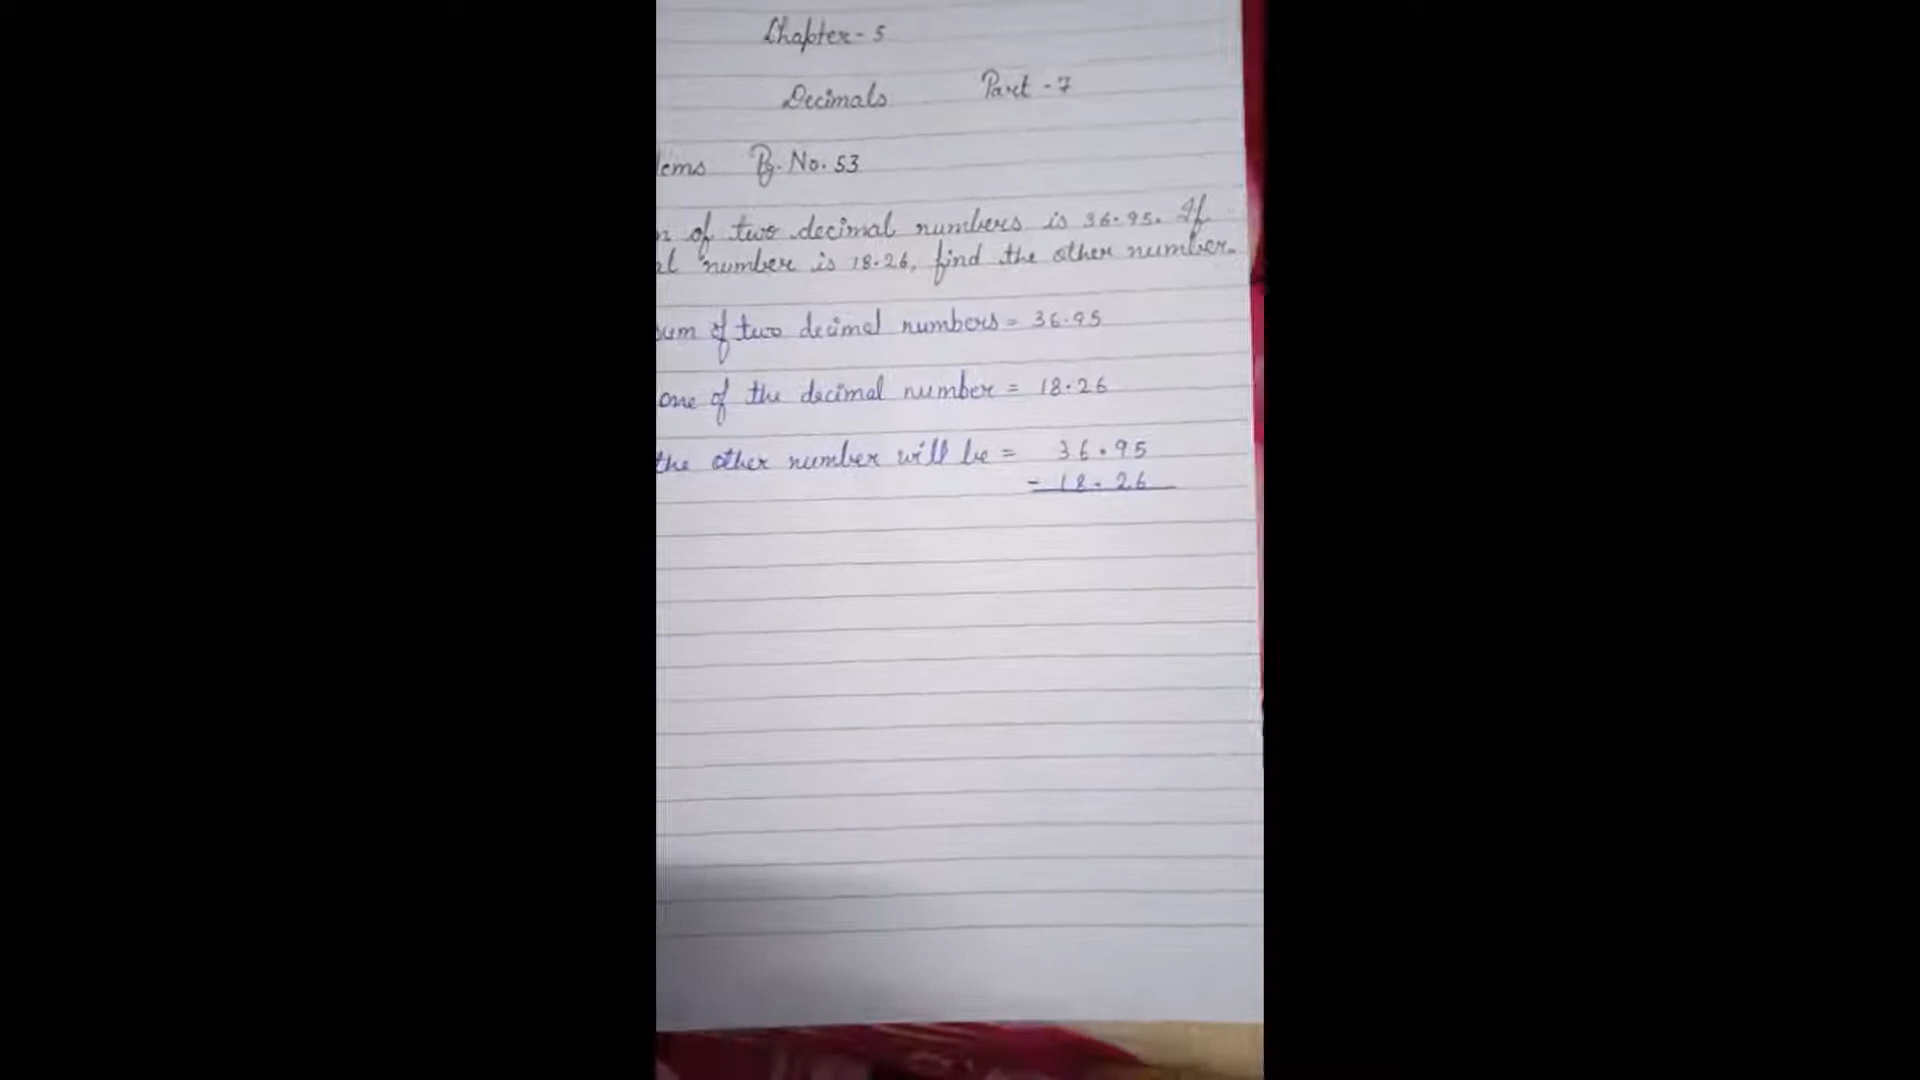 Chapter - 5
Decimals Part - 7
Pg. No. 53
of two decimal numbers is 36.95. If
number is 18.26, find the other number.
sum of two decimal numbers = 36.95
one of the decimal number = 18.26
the other number will be = 36.95
- 18.26